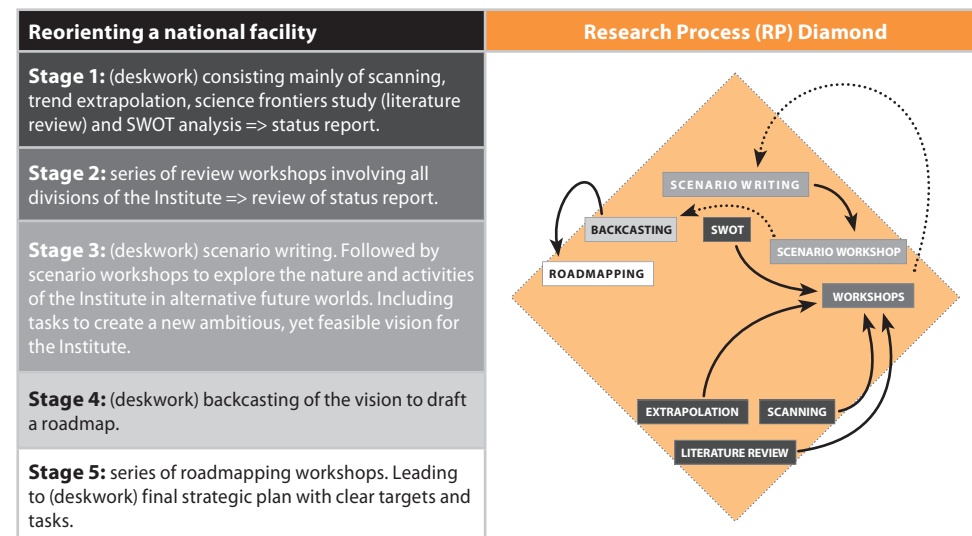 Reorienting a national facility
Research Process (RP) Diamond
Stage 1: (deskwork) consisting mainly of scanning,
trend extrapolation, science frontiers study (literature
review) and SWOT analysis => status report.
Stage 2: series of review workshops involving all
divisions of the Institute => review of status report.
Stage 3: (deskwork) scenario writing. Followed by
scenario workshops to explore the nature and activities
of the Institute in alternative future worlds. Including
tasks to create a new ambitious, yet feasible vision for
the Institute.
Stage 4: (deskwork) backcasting of the vision to draft
a roadmap.
Stage 5: series of roadmapping workshops. Leading
to (deskwork) final strategic plan with clear targets and
tasks.
SCENARIO WRITING
BACKCASTING
SWOT
SCENARIO WORKSHOP
ROADMAPPING
WORKSHOPS
EXTRAPOLATION
SCANNING
LITERATURE REVIEW